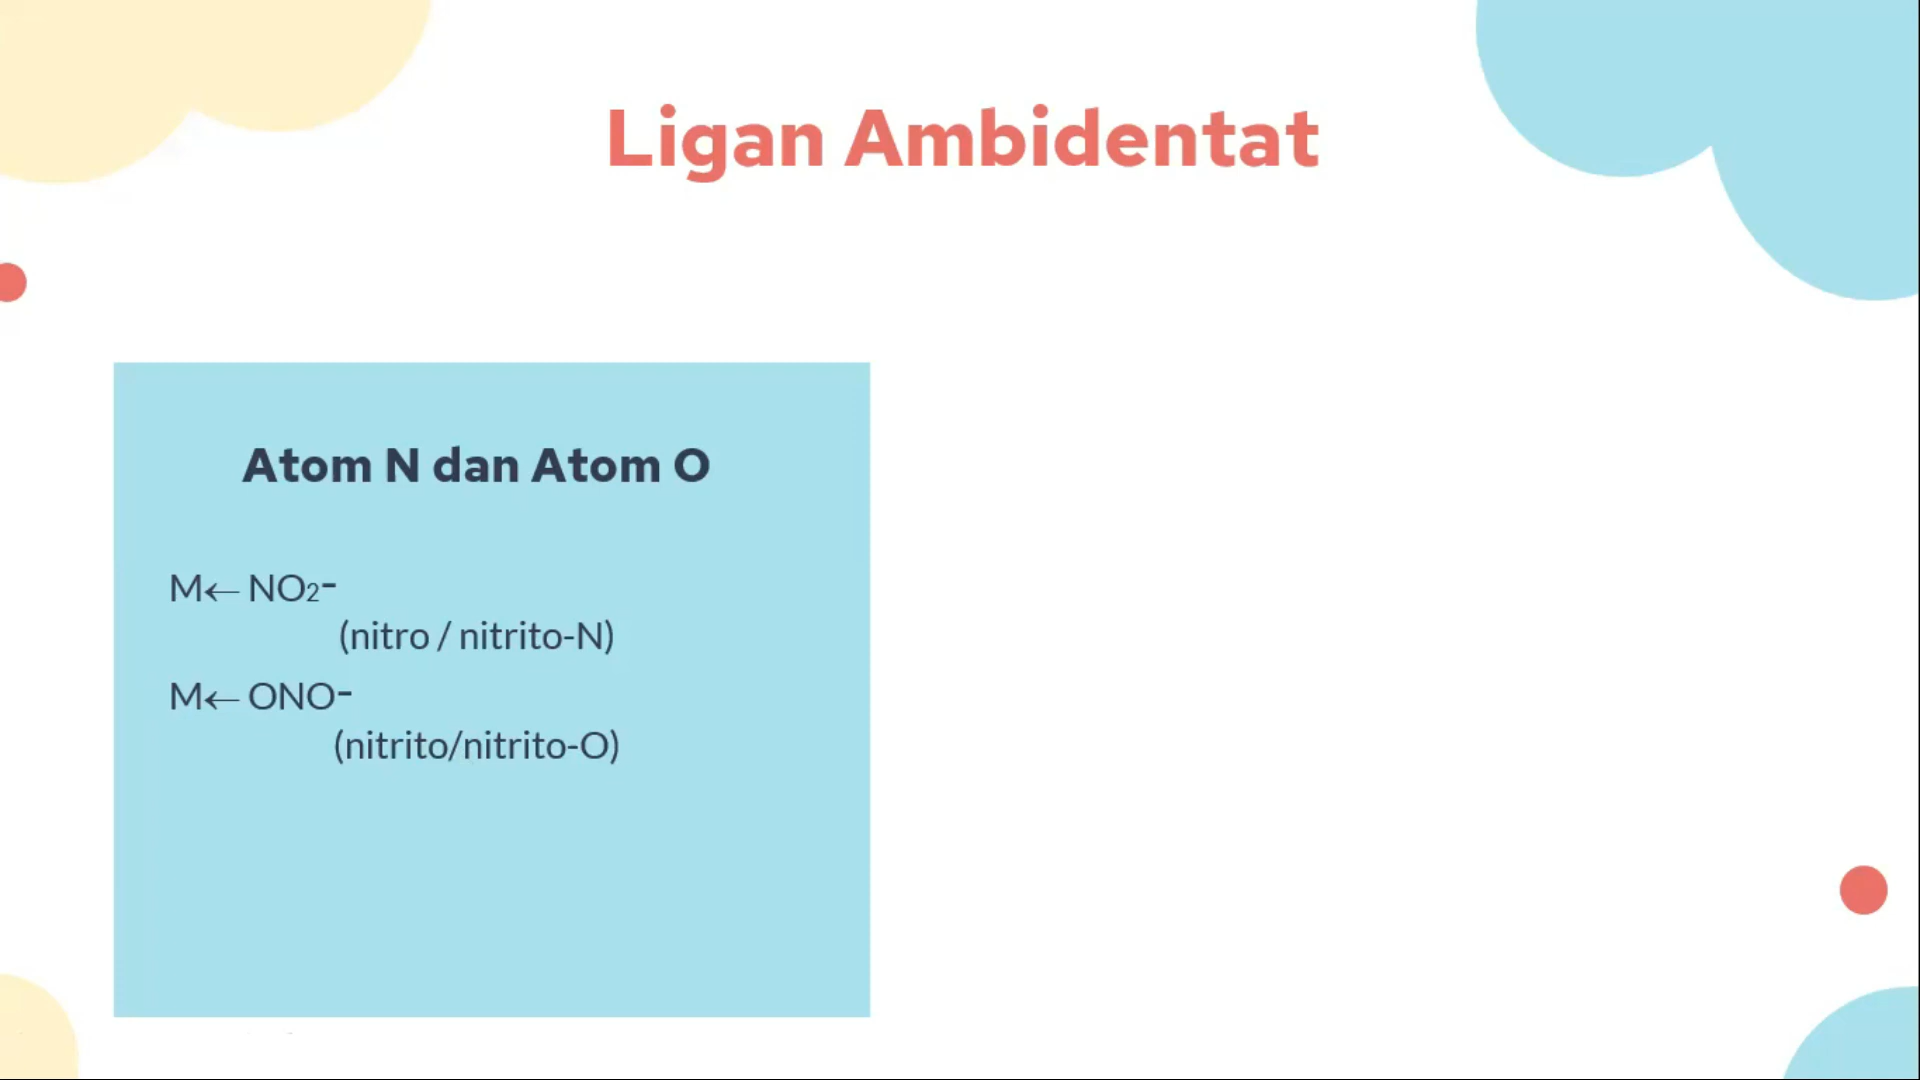 Ligan Ambidentat
Atom N dan Atom O
M← NO₂-
(nitro / nitrito-N)
M← ONO-
(nitrito/nitrito-O)